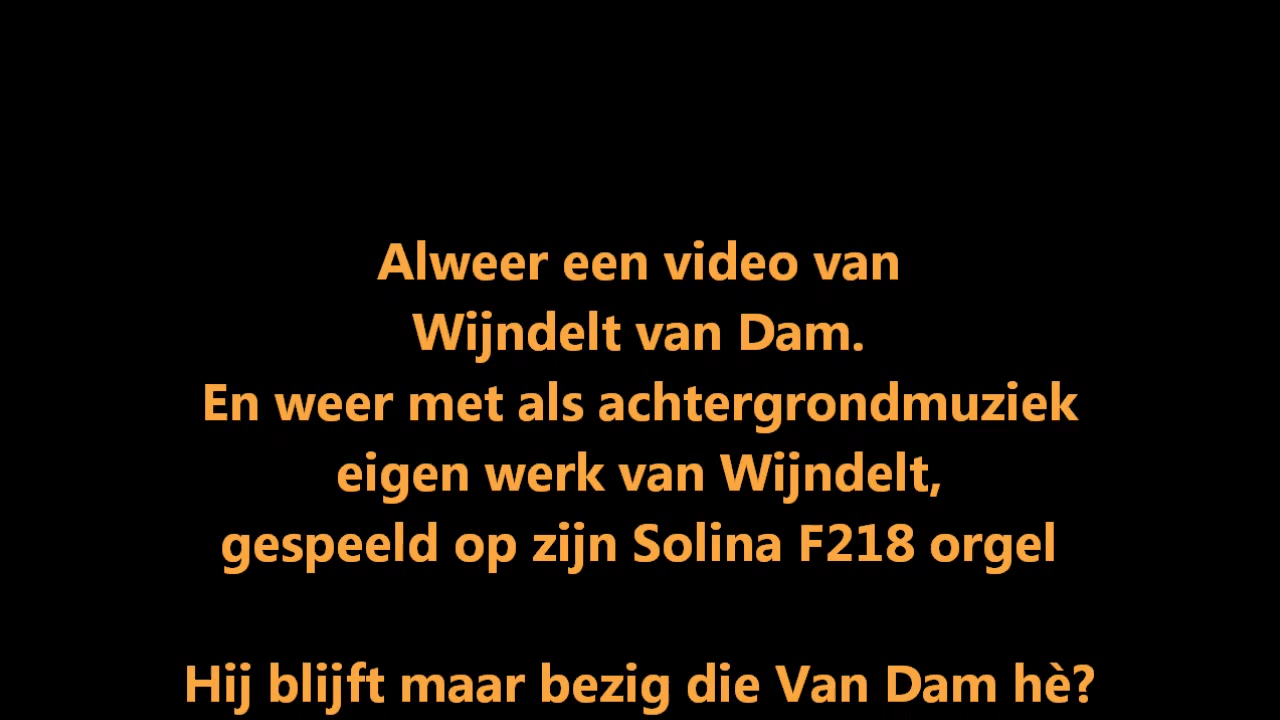 Alweer een video van
Wijndelt van Dam.
En weer met als achtergrondmuziek
eigen werk van Wijndelt,
gespeeld op zijn Solina F218 orgel
Hij blijft maar bezig die Van Dam hè?